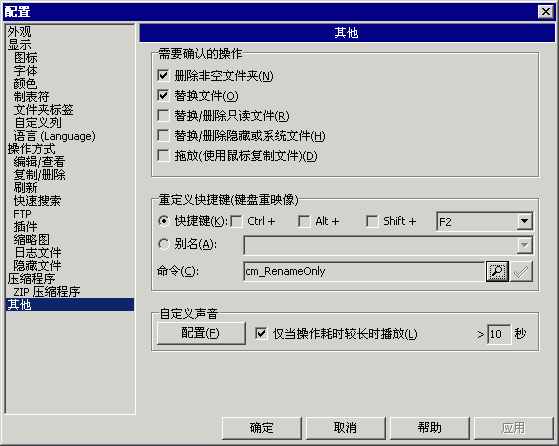 配置
外观
显示
图标
字体
颜色
制表符
文件夹标签
自定义列
语言 (Language)
操作方式
编辑/查看
复制/删除
刷新
快速搜索
FTP
插件
缩略图
日志文件
隐藏文件
压缩程序
ZIP 压缩程序
其他
其他
需要确认的操作
删除非空文件夹(N)
替换文件(O)
替换/删除只读文件(R)
替换/删除隐藏或系统文件(H)
拖放(使用鼠标复制文件)(D)
重定义快捷键(键盘重映像)
快捷键(K): Ctrl + Alt + Shift + F2
别名(A):
命令(C): cm_RenameOnly
自定义声音
配置(F) 仅当操作耗时较长时播放(L) > 10 秒
确定 取消 帮助 应用